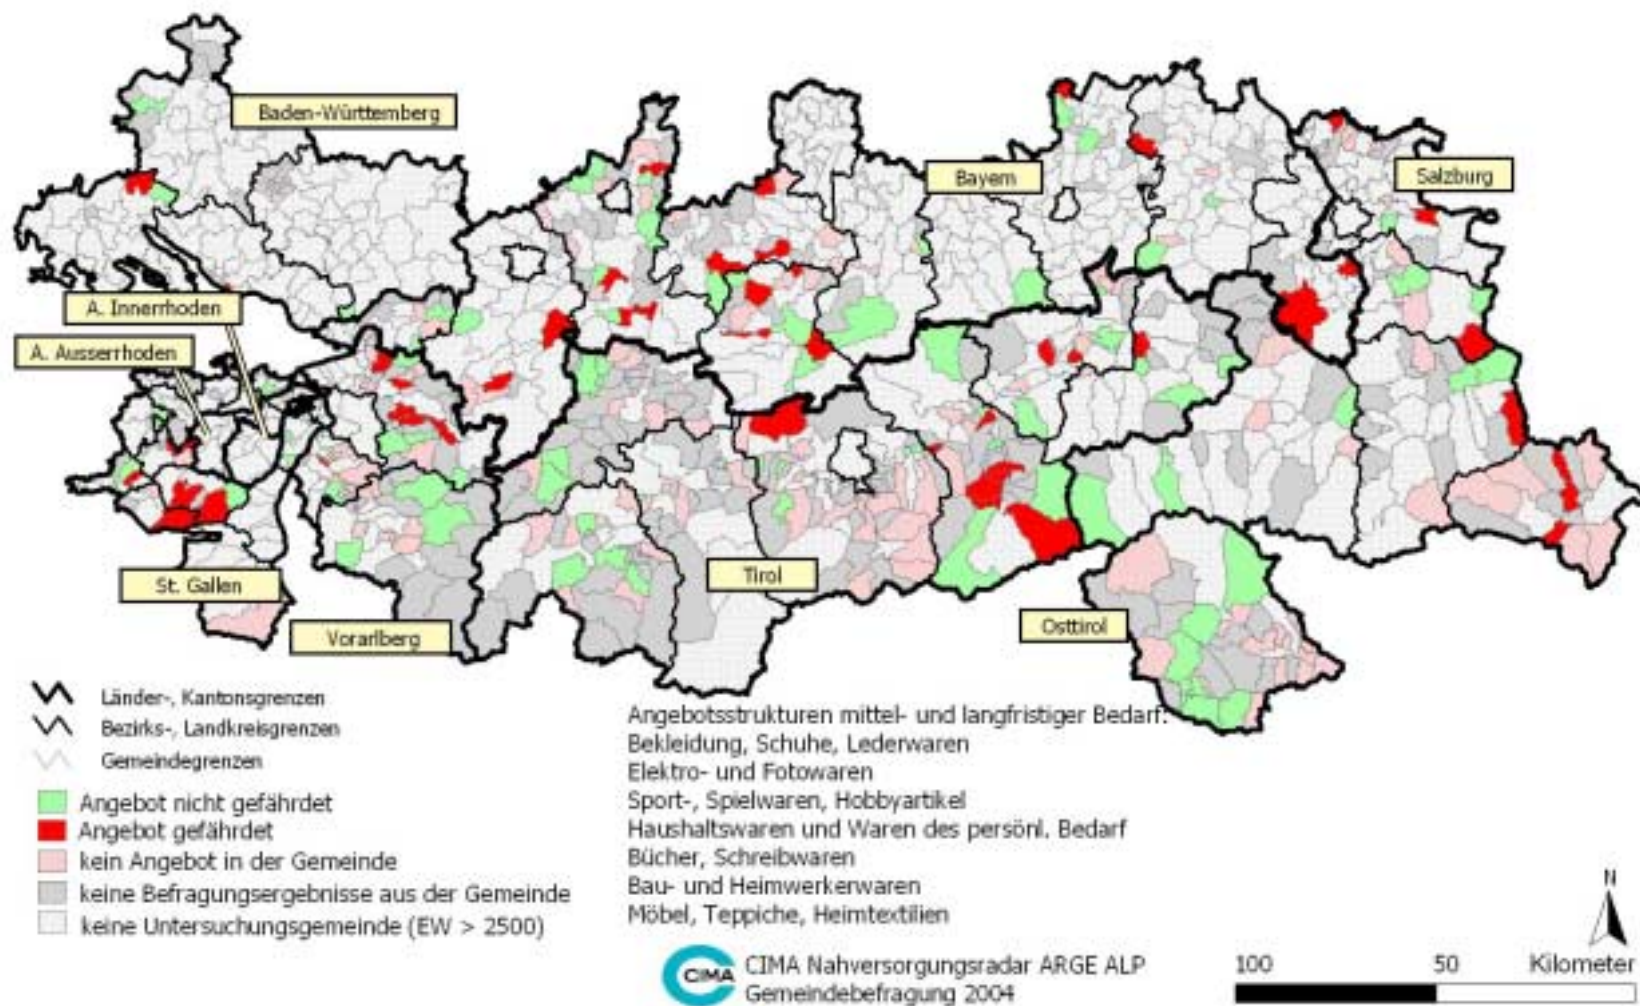 Baden-Württemberg
Bayern
Salzburg
A. Innerrhoden
A. Ausserrhoden
St. Gallen
Vorarlberg
Tirol
Osttirol
Länder-, Kantonsgrenzen
Bezirks-, Landkreisgrenzen
Gemeindegrenzen
Angebot nicht gefährdet
Angebot gefährdet
kein Angebot in der Gemeinde
keine Befragungsergebnisse aus der Gemeinde
keine Untersuchungsgemeinde (EW > 2500)
Angebotsstrukturen mittel- und langfristiger Bedarf:
Bekleidung, Schuhe, Lederwaren
Elektro- und Fotowaren
Sport-, Spielwaren, Hobbyartikel
Haushaltswaren und Waren des persönl. Bedarf
Bücher, Schreibwaren
Bau- und Heimwerkerwaren
Möbel, Teppiche, Heimtextilien
CIMA
CIMA Nahversorgungsradar ARGE ALP
Gemeindebefragung 2004
N
100 50 Kilometer